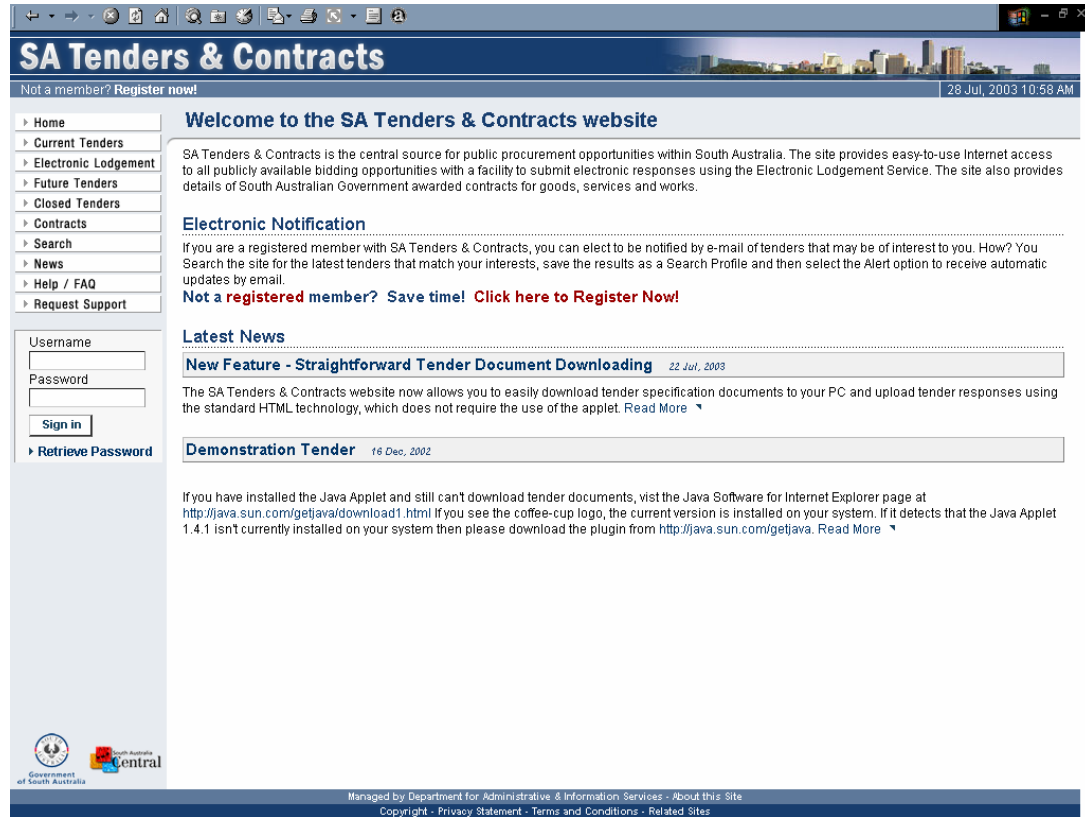 SA Tenders & Contracts
Not a member? Register now!
28 Jul, 2003 10:58 AM
Home
Current Tenders
Electronic Lodgement
Future Tenders
Closed Tenders
Contracts
Search
News
Help / FAQ
Request Support
Username
Password
Sign in
Retrieve Password
Welcome to the SA Tenders & Contracts website
SA Tenders & Contracts is the central source for public procurement opportunities within South Australia. The site provides easy-to-use Internet access
to all publicly available bidding opportunities with a facility to submit electronic responses using the Electronic Lodgement Service. The site also provides
details of South Australian Government awarded contracts for goods, services and works.
Electronic Notification
If you are a registered member with SA Tenders & Contracts, you can elect to be notified by e-mail of tenders that may be of interest to you. How? You
Search the site for the latest tenders that match your interests, save the results as a Search Profile and then select the Alert option to receive automatic
updates by email.
Not a registered member? Save time! Click here to Register Now!
Latest News
New Feature - Straightforward Tender Document Downloading 22 Jul, 2003
The SA Tenders & Contracts website now allows you to easily download tender specification documents to your PC and upload tender responses using
the standard HTML technology, which does not require the use of the applet. Read More
Demonstration Tender 16 Dec, 2002
If you have installed the Java Applet and still can't download tender documents, vist the Java Software for Internet Explorer page at
http://java.sun.com/getjava/download1.html If you see the coffee-cup logo, the current version is installed on your system. If it detects that the Java Applet
1.4.1 isn't currently installed on your system then please download the plugin from http://java.sun.com/getjava. Read More
Government
of South Australia
South Australia
Central
Managed by Department for Administrative & Information Services - About this Site
Copyright - Privacy Statement - Terms and Conditions - Related Sites